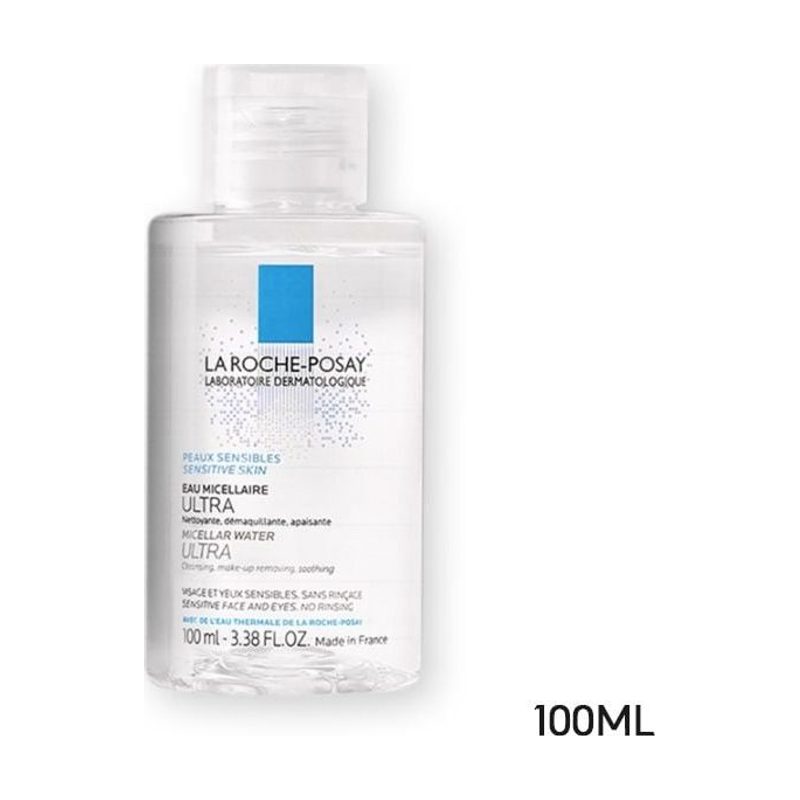 LA ROCHE-POSAY
LABORATOIRE DERMATOLOGIQUE
PEAUX SENSIBLES
SENSITIVE SKIN
EAU MICELLAIRE
ULTRA
Nettoyante, démaquillante, apaisante
MICELLAR WATER
ULTRA
Cleansing, make-up removing, soothing
VISAGE ET YEUX SENSIBLES. SANS RINÇAGE
SENSITIVE FACE AND EYES. NO RINSING
AVEC DE L'EAU THERMALE DE LA ROCHE-POSAY
100 ml - 3.38 FL.OZ. Made in France
100ML